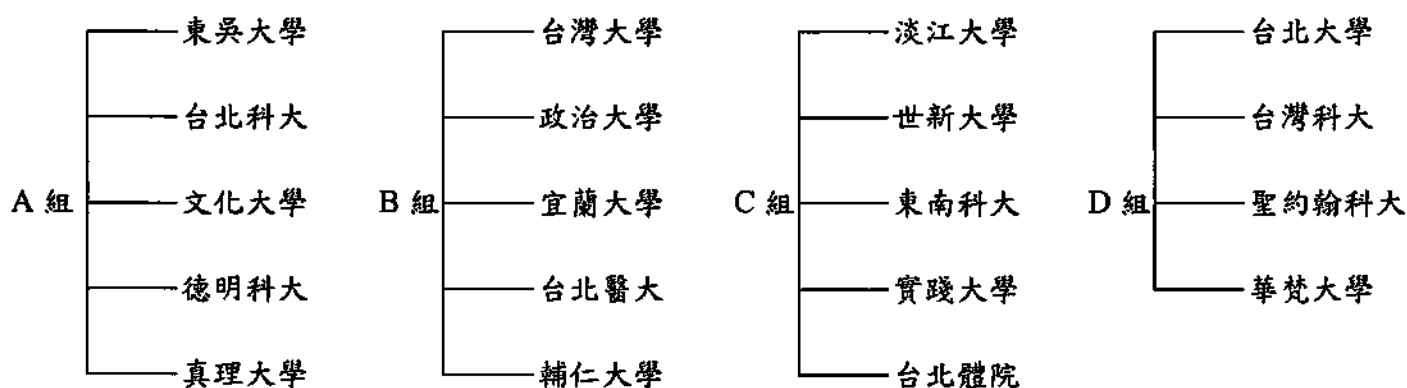 A 組
東吳大學
台北科大
文化大學
德明科大
真理大學
B 組
台灣大學
政治大學
宜蘭大學
台北醫大
輔仁大學
C 組
淡江大學
世新大學
東南科大
實踐大學
台北體院
D 組
台北大學
台灣科大
聖約翰科大
華梵大學